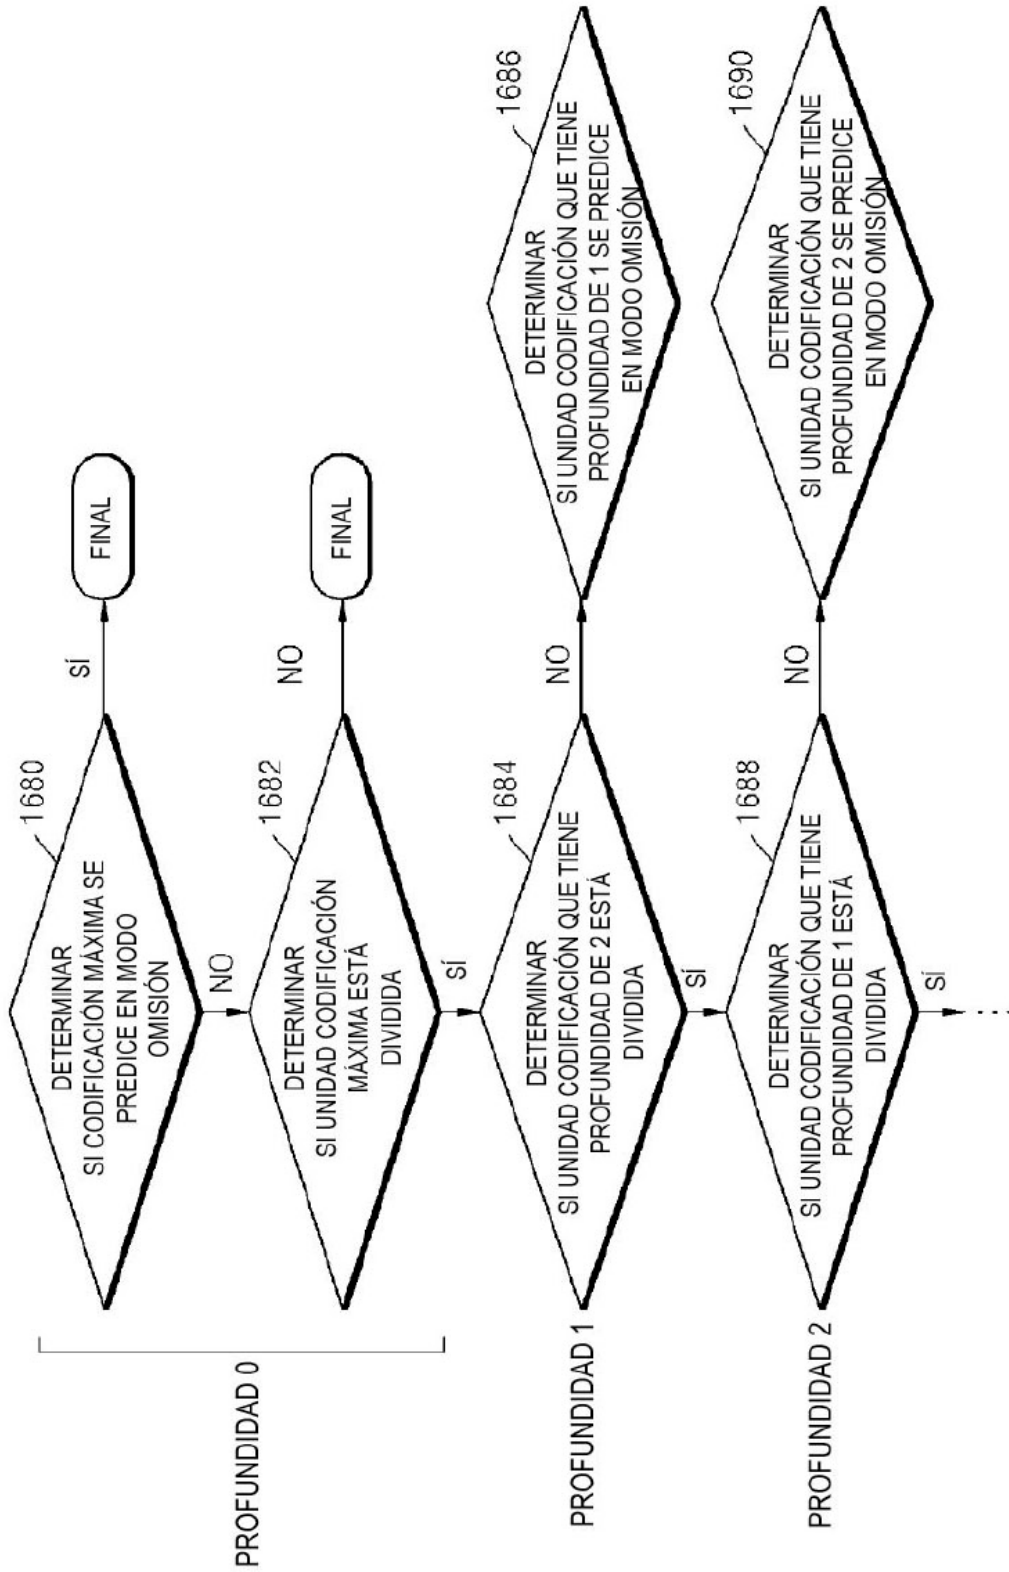 1680
DETERMINAR
SI CODIFICACIÓN MÁXIMA SE
PREDICE EN MODO
OMISIÓN
SÍ
FINAL
NO
PROFUNDIDAD 0
1682
DETERMINAR
SI UNIDAD CODIFICACIÓN
MÁXIMA ESTÁ
DIVIDIDA
NO
FINAL
SÍ
PROFUNDIDAD 1
1684
DETERMINAR
SI UNIDAD CODIFICACIÓN QUE TIENE
PROFUNDIDAD DE 2 ESTÁ
DIVIDIDA
NO
1686
DETERMINAR
SI UNIDAD CODIFICACIÓN QUE TIENE
PROFUNDIDAD DE 1 SE PREDICE
EN MODO OMISIÓN
SÍ
PROFUNDIDAD 2
1688
DETERMINAR
SI UNIDAD CODIFICACIÓN QUE TIENE
PROFUNDIDAD DE 1 ESTÁ
DIVIDIDA
NO
1690
DETERMINAR
SI UNIDAD CODIFICACIÓN QUE TIENE
PROFUNDIDAD DE 2 SE PREDICE
EN MODO OMISIÓN
SÍ